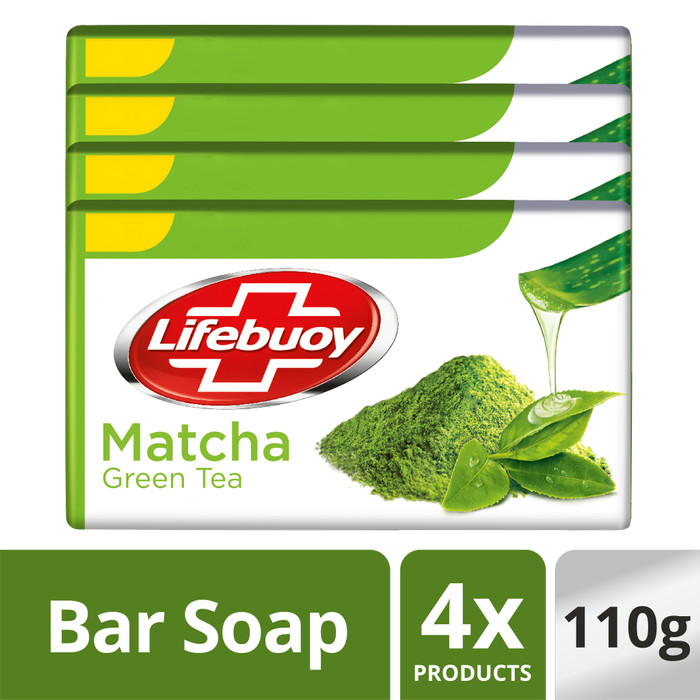 Lifebuoy
Matcha
Green Tea
Bar Soap
4x
PRODUCTS
110g